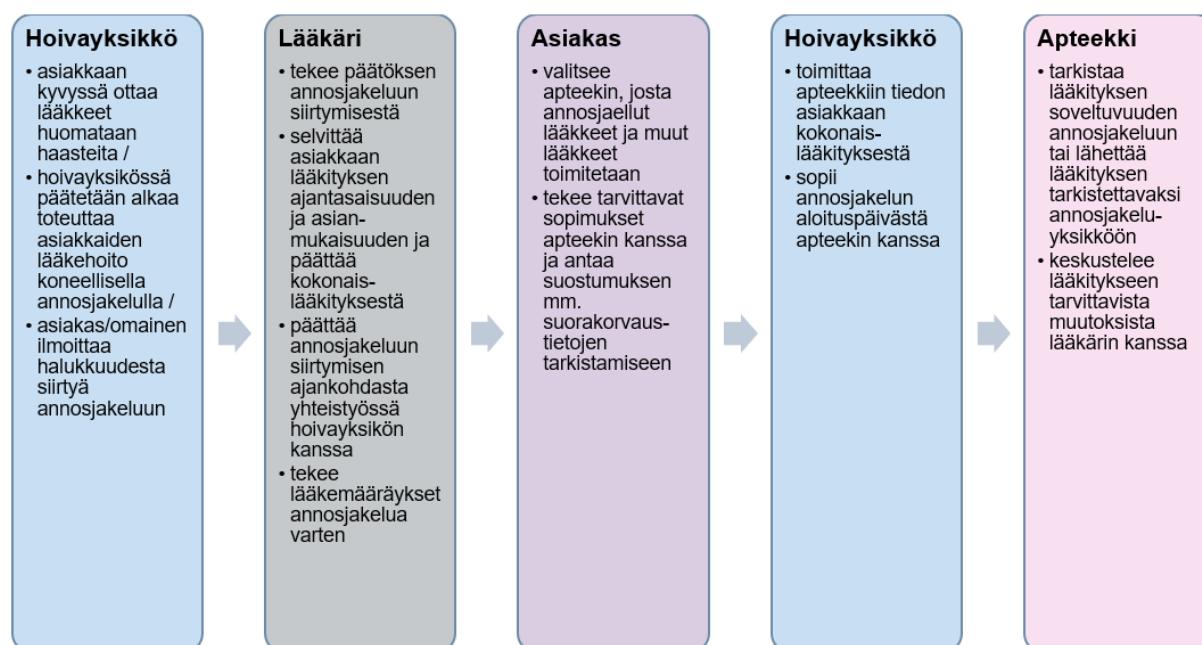 Hoivayksikkö
• asiakkaan
kyvyssä ottaa
lääkkeet
huomataan
haasteita /
• hoivayksikössä
päätetään alkaa
toteuttaa
asiakkaiden
lääkehoito
koneellisella
annosjakelulla /
• asiakas/omainen
ilmoittaa
halukkuudesta
siirtyä
annosjakeluun
Lääkäri
• tekee päätöksen
annosjakeluun
siirtymisestä
• selvittää
asiakkaan
lääkityksen
ajantasaisuuden
ja asian-
mukaisuuden ja
päättää
kokonais-
lääkityksestä
• päättää
annosjakeluun
siirtymisen
ajankohdasta
yhteistyössä
hoivayksikön
kanssa
• tekee
lääkemääräykset
annosjakelua
varten
Asiakas
• valitsee
apteekin, josta
annosjaellut
lääkkeet ja muut
lääkkeet
toimitetaan
• tekee tarvittavat
sopimukset
apteekin kanssa
ja antaa
suostumuksen
mm.
suorakorvaus-
tietojen
tarkistamiseen
Hoivayksikkö
• toimittaa
apteekkiin tiedon
asiakkaan
kokonais-
lääkityksestä
• sopii
annosjakelun
aloituspäivästä
apteekin kanssa
Apteekki
• tarkistaa
lääkityksen
soveltuvuuden
annosjakeluun
tai lähettää
lääkityksen
tarkistettavaksi
annosjakelu-
yksikköön
• keskustelee
lääkitykseen
tarvittavista
muutoksista
lääkärin kanssa